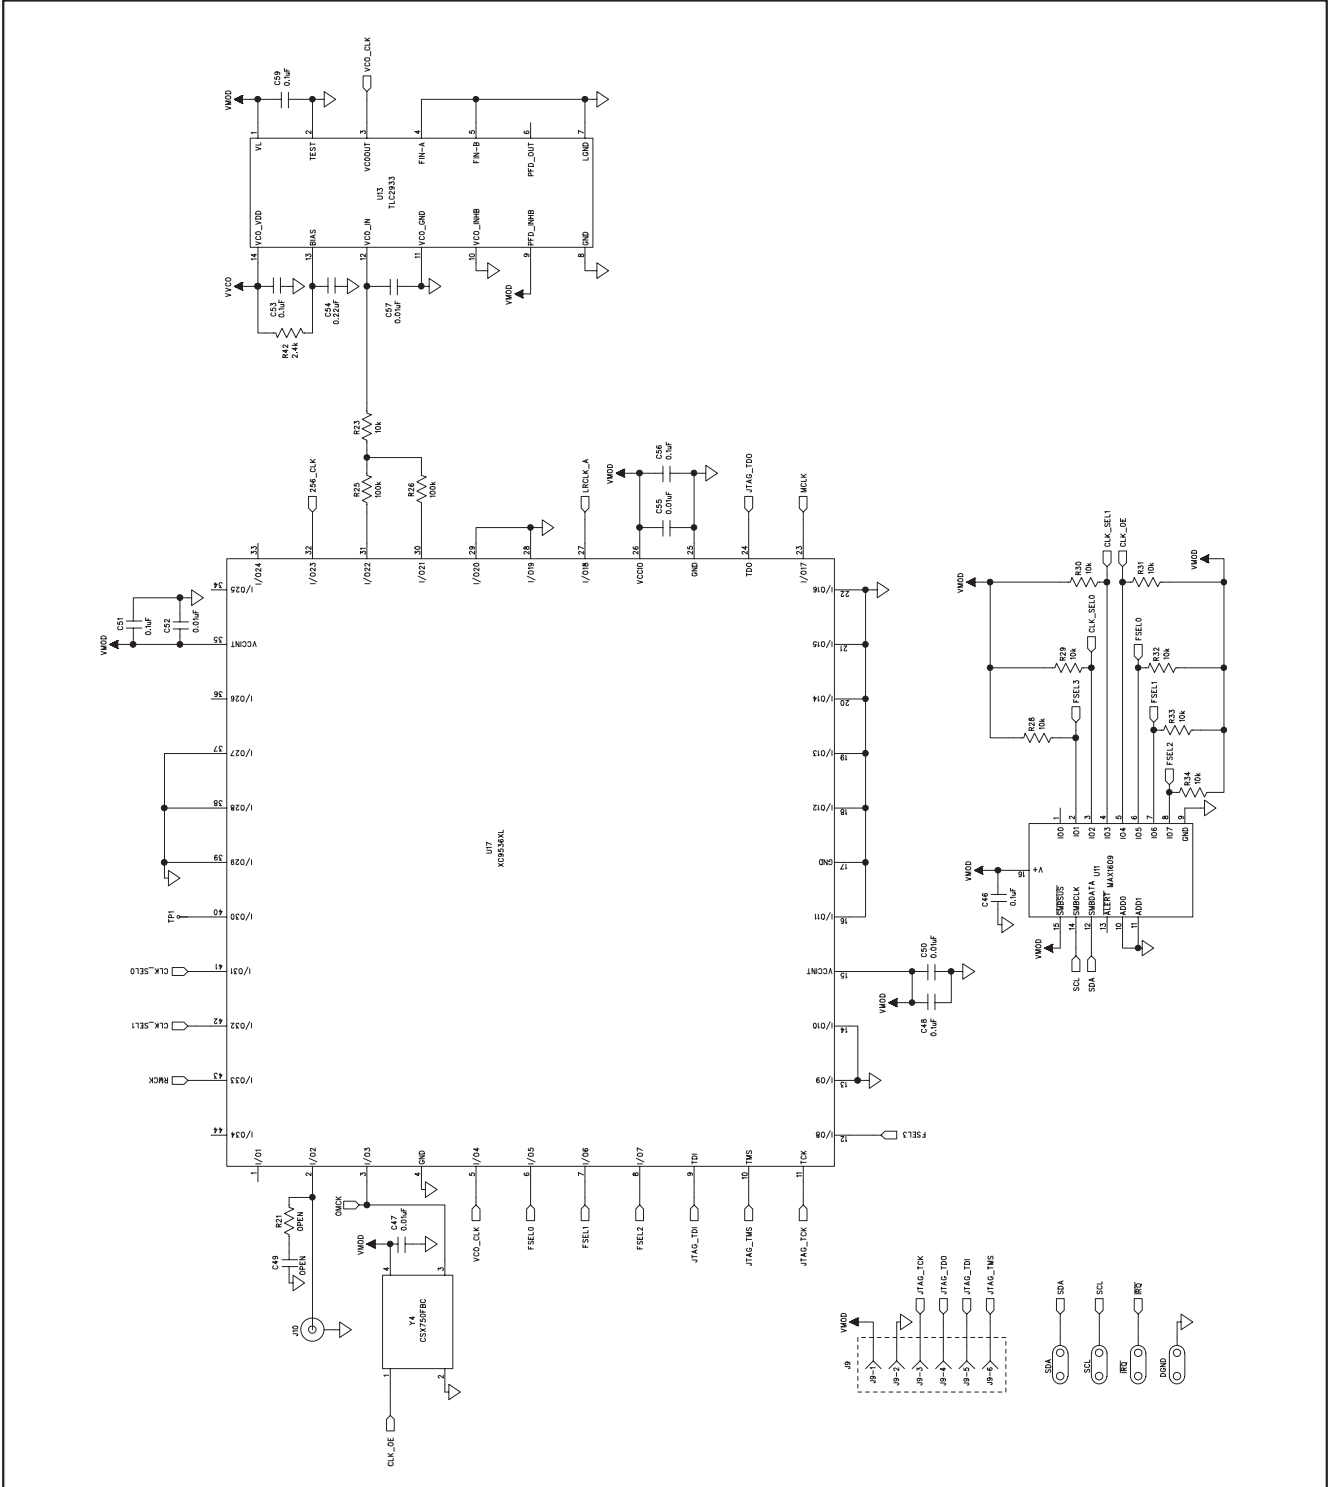 VMOD
C59
0.1uF
VCO_CLK
1
2
3
4
5
6
7
VL
TEST
VCOOUT
FIN-A
FIN-B
PFD_OUT
LGND
U13
TLC2933
VCO_VDD
BIAS
VCO_IN
VCO_GND
VCO_INHB
PFD_INHB
GND
14
13
12
11
10
9
8
VVCO
C53
0.1uF
C54
0.22uF
C57
0.01uF
VMOD
R42
2.4k
R23
10k
R25
100k
R26
100k
256_CLK
LRCLK_A
VMOD
C56
0.1uF
C55
0.01uF
JTAG_TDO
MCLK
33
32
31
30
29
28
27
26
25
24
23
I/O24
I/O23
I/O22
I/O21
I/O20
I/O19
I/O18
VCCIO
GND
TDO
I/O17
VMOD
C51
0.1uF
C52
0.01uF
34
35
36
37
38
39
40
41
42
43
44
I/O25
VCCINT
I/O26
I/O27
I/O28
I/O29
I/O30
I/O31
I/O32
I/O33
I/O34
TP1
CLK_SEL0
CLK_SEL1
RMCK
U17
XC9536XL
I/O16
I/O15
I/O14
I/O13
I/O12
GND
I/O11
VCCINT
I/O10
I/O9
I/O8
22
21
20
19
18
17
16
15
14
13
12
VMOD
C50
0.01uF
C48
0.1uF
FSEL3
I/O1
I/O2
I/O3
GND
I/O4
I/O5
I/O6
I/O7
TDI
TMS
TCK
1
2
3
4
5
6
7
8
9
10
11
R21
OPEN
C49
OPEN
J10
OMCK
VMOD
C47
0.01uF
4
3
Y4
CSX750FBC
1
2
CLK_OE
VCO_CLK
FSEL0
FSEL1
FSEL2
JTAG_TDI
JTAG_TMS
JTAG_TCK
VMOD
R30
10k
CLK_SEL1
CLK_OE
R31
10k
VMOD
R29
10k
CLK_SEL0
FSEL0
R32
10k
R28
10k
FSEL3
FSEL1
R33
10k
FSEL2
R34
10k
1
2
3
4
5
6
7
8
9
IO0
IO1
IO2
IO3
IO4
IO5
IO6
IO7
GND
VMOD
C46
0.1uF
16
V+
U11
MAX1609
SMBSUS
SMBCLK
SMBDATA
ALERT
ADD0
ADD1
15
14
12
13
10
11
VMOD
SCL
SDA
VMOD
J9
J9-1
J9-2
J9-3
J9-4
J9-5
J9-6
JTAG_TCK
JTAG_TDO
JTAG_TDI
JTAG_TMS
SDA
SCL
IRQ
SDA
SCL
IRQ
DGND